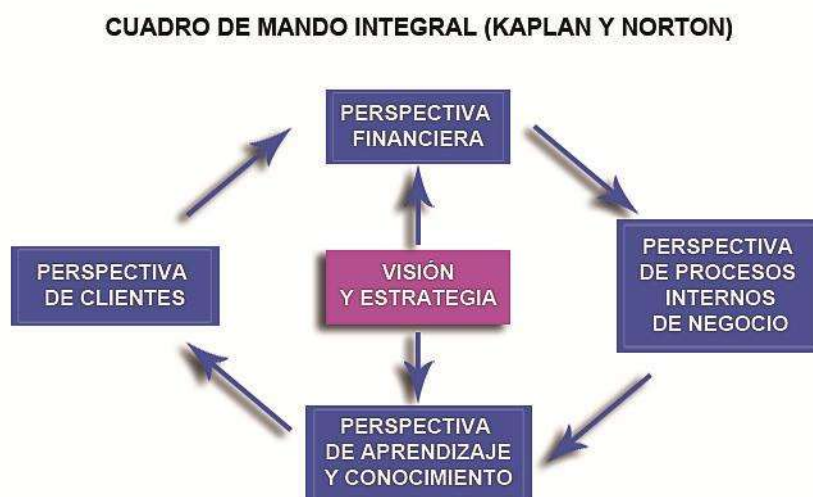 CUADRO DE MANDO INTEGRAL (KAPLAN Y NORTON)
PERSPECTIVA
FINANCIERA
PERSPECTIVA
DE CLIENTES
VISIÓN
Y ESTRATEGIA
PERSPECTIVA
DE PROCESOS
INTERNOS
DE NEGOCIO
PERSPECTIVA
DE APRENDIZAJE
Y CONOCIMIENTO